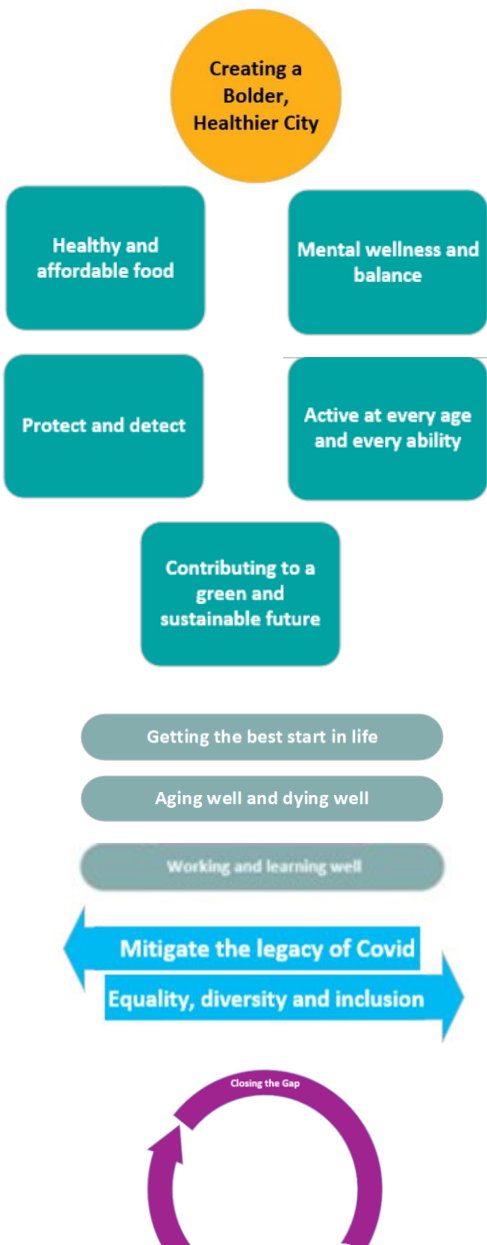 Creating a
Bolder,
Healthier City
Healthy and
affordable food
Mental wellness and
balance
Protect and detect
Active at every age
and every ability
Contributing to a
green and
sustainable future
Getting the best start in life
Aging well and dying well
Working and learning well
Mitigate the legacy of Covid
Equality, diversity and inclusion
Closing the Gap